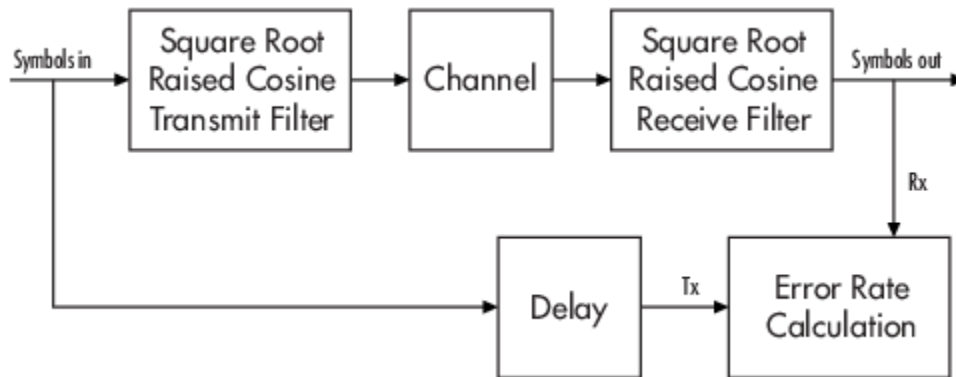 Symbols in
Square Root
Raised Cosine
Transmit Filter
Channel
Square Root
Raised Cosine
Receive Filter
Symbols out
Rx
Delay
Tx
Error Rate
Calculation